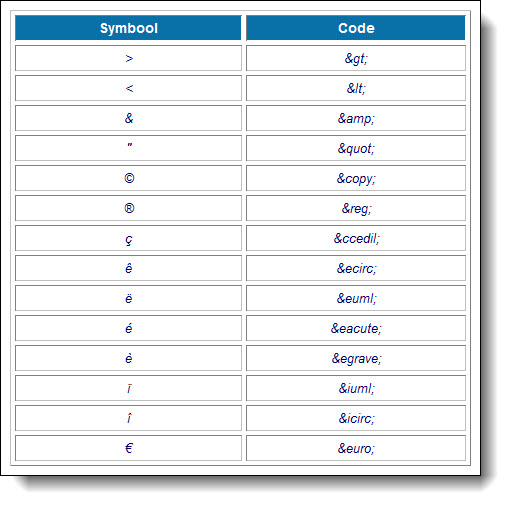 Symbool Code
> &gt;
< &lt;
& &amp;
" &quot;
© &copy;
® &reg;
ç &ccedil;
ê &ecirc;
ë &euml;
é &eacute;
è &egrave;
ï &iuml;
î &icirc;
€ &euro;